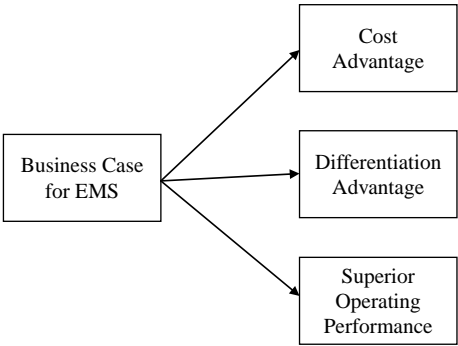 Cost
Advantage
Business Case
for EMS
Differentiation
Advantage
Superior
Operating
Performance